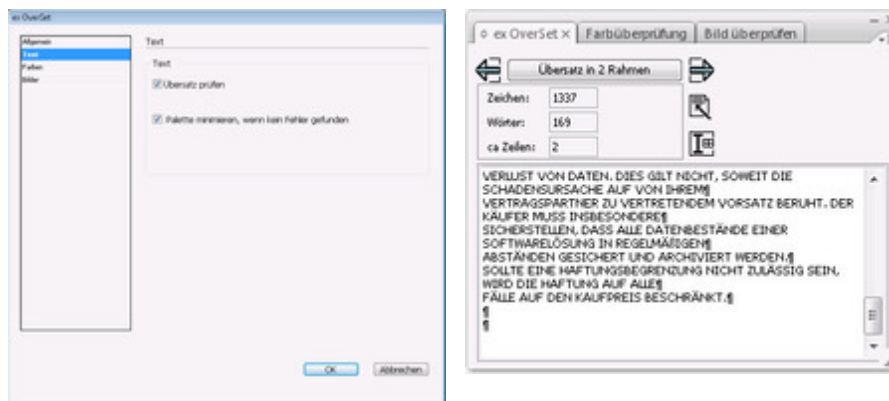 ex OverSet
Allgemein
Text
Farben
Bilder
Text
Text
Übersatz prüfen
Palette minimieren, wenn kein Fehler gefunden
OK
Abbrechen
ex OverSet
Farbüberprüfung
Bild überprüfen
Übersatz in 2 Rahmen
Zeichen: 1337
Wörter: 169
ca Zeilen: 2
VERLUST VON DATEN. DIES GILT NICHT, SOWEIT DIE
SCHADENSURSACHE AUF VON IHREM¶
VERTRAGSPARTNER ZU VERTRETENDEM VORSATZ BERUHT. DER
KÄUFER MUSS INSBESONDERE¶
SICHERSTELLEN, DASS ALLE DATENBESTÄNDE EINER
SOFTWARELÖSUNG IN REGELMÄßIGEN¶
ABSTÄNDEN GESICHERT UND ARCHIVIERT WERDEN.¶
SOLLTE EINE HAFTUNGSBEGRENZUNG NICHT ZULÄSSIG SEIN,
WIRD DIE HAFTUNG AUF ALLE¶
FÄLLE AUF DEN KAUFPREIS BESCHRÄNKT.¶
¶
¶